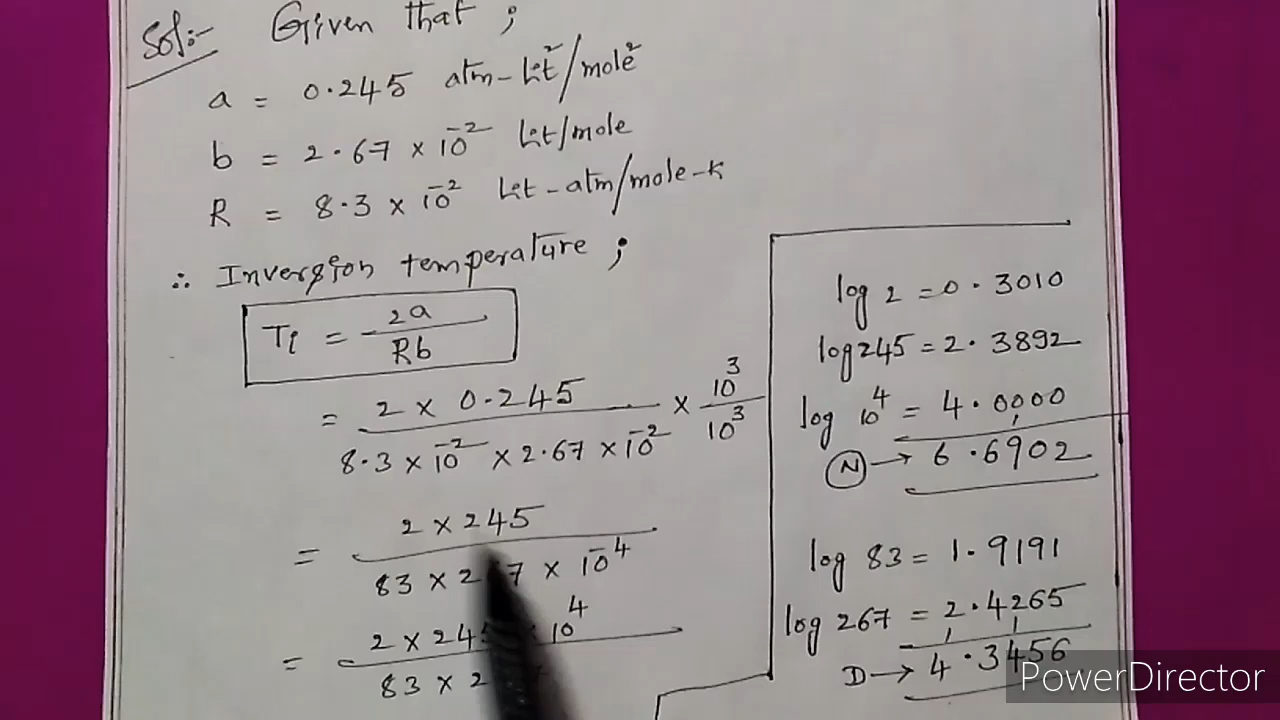 Sol:- Given that ;
a = 0.245 atm-Lit²/mole²
b = 2.67 × 10⁻² Lit/mole
R = 8.3 × 10⁻² Lit-atm/mole-K
∴ Inversion temperature ;
Ti = 2a / Rb
= 2 × 0.245 / 8.3 × 10⁻² × 2.67 × 10⁻² × 10³ / 10³
= 2 × 245 / 83 × 267 × 10⁻⁴
= 2 × 245 × 10⁴ / 83 × 2
log 2 = 0.3010
log 245 = 2.3892
log 10⁴ = 4.0000
N → 6.6902
log 83 = 1.9191
log 267 = 2.4265
D → 4.3456
PowerDirector